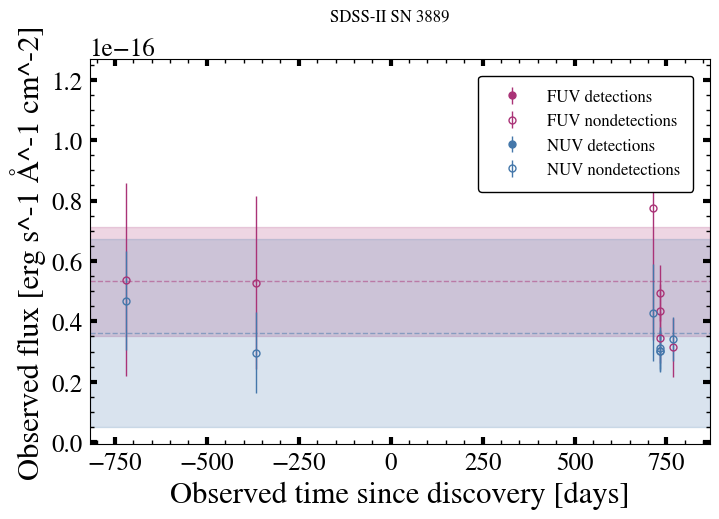 SDSS-II SN 3889
1e−16
Observed flux [erg s^-1 Å^-1 cm^-2]
1.2
1.0
0.8
0.6
0.4
0.2
0.0
FUV detections
FUV nondetections
NUV detections
NUV nondetections
−750 −500 −250 0 250 500 750
Observed time since discovery [days]